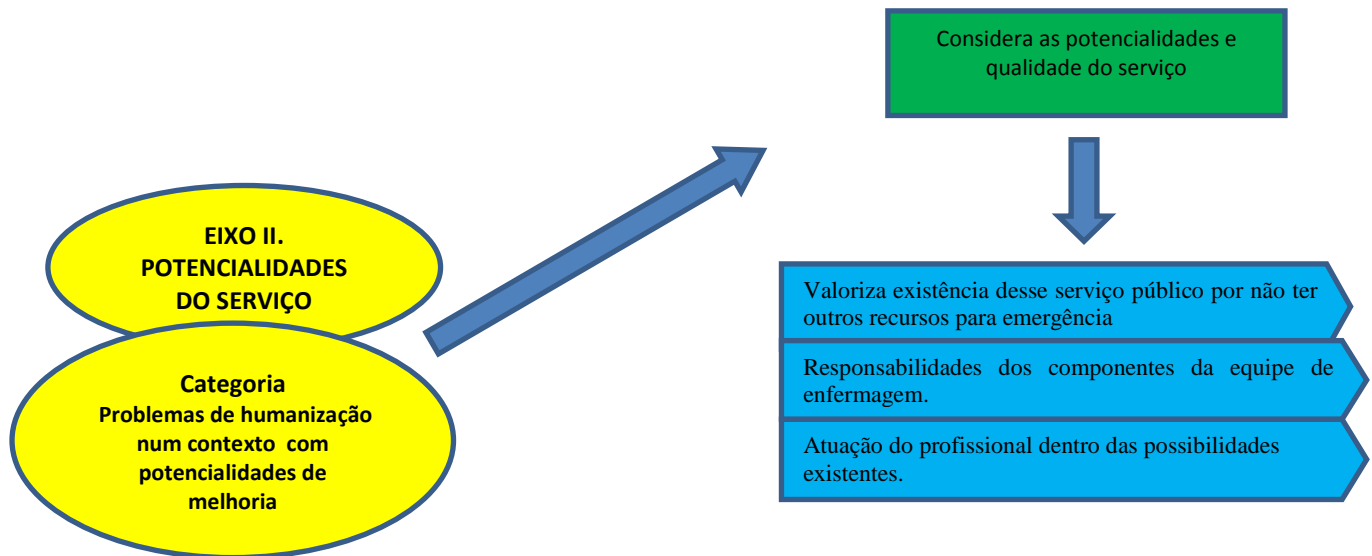 Considera as potencialidades e
qualidade do serviço
EIXO II.
POTENCIALIDADES
DO SERVIÇO
Categoria
Problemas de humanização
num contexto com
potencialidades de
melhoria
Valoriza existência desse serviço público por não ter
outros recursos para emergência
Responsabilidades dos componentes da equipe de
enfermagem.
Atuação do profissional dentro das possibilidades
existentes.